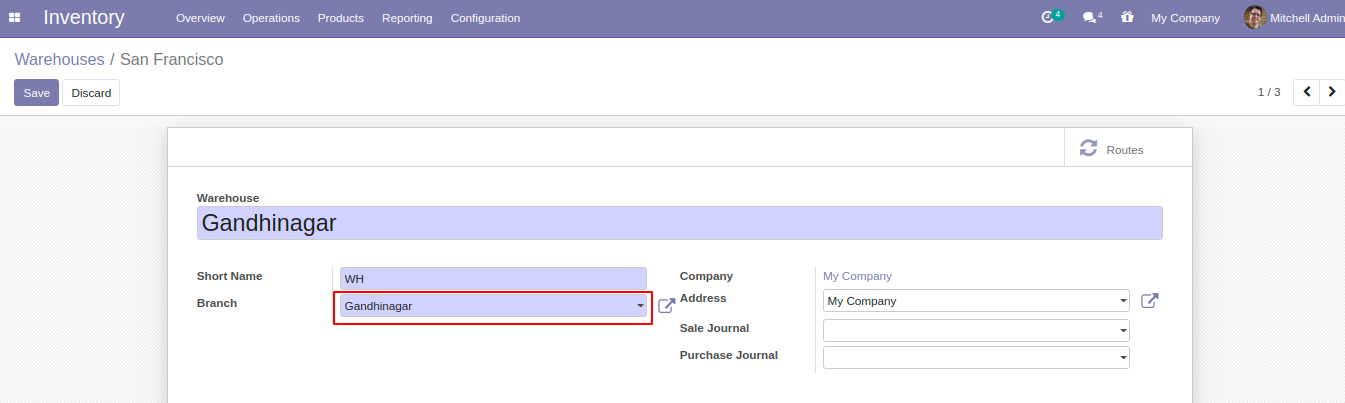 Inventory Overview Operations Products Reporting Configuration 4 4 My Company Mitchell Admin
Warehouses / San Francisco
Save Discard 1 / 3
Routes
Warehouse
Gandhinagar
Short Name WH Company My Company
Branch Gandhinagar Address My Company
Sale Journal
Purchase Journal